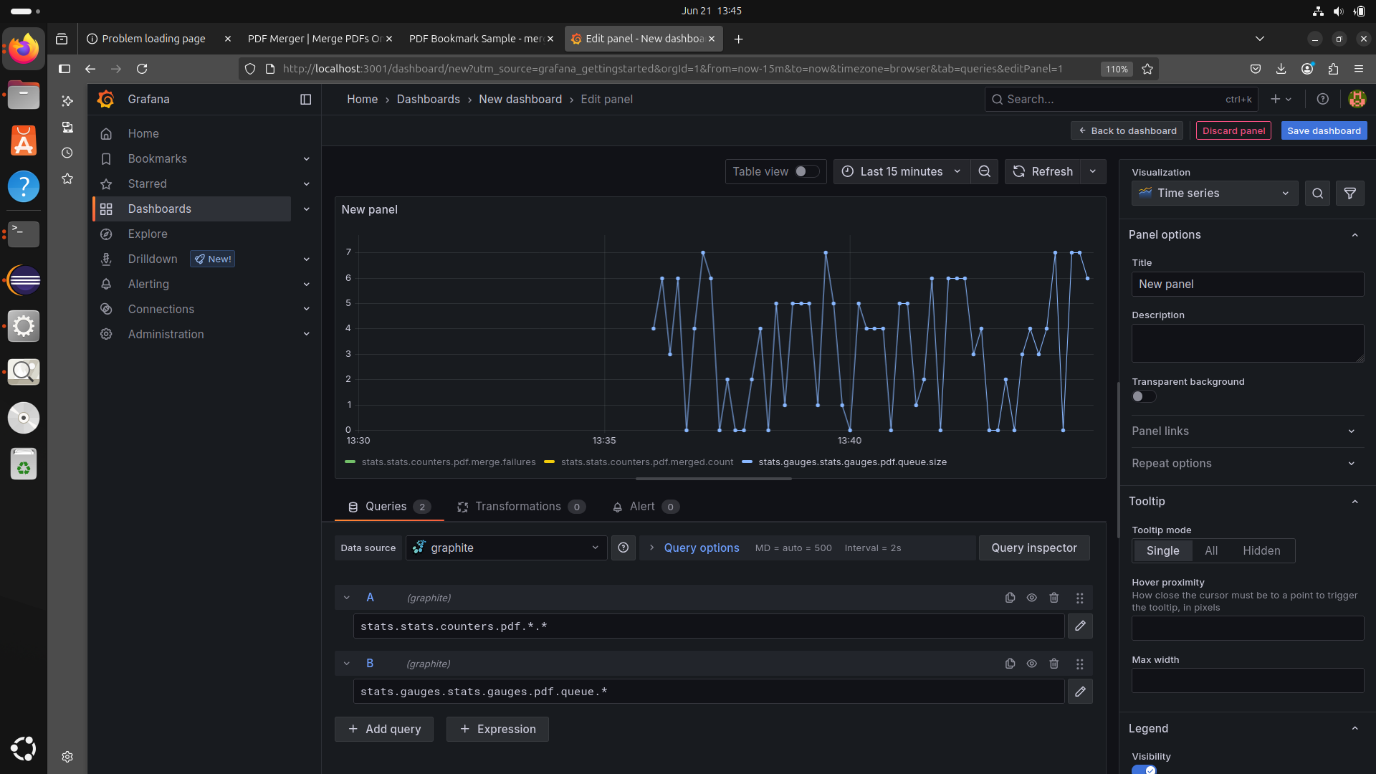 Jun 21 13:45
Problem loading page
PDF Merger | Merge PDFs O
PDF Bookmark Sample - mer
Edit panel - New dashboa
http://localhost:3001/dashboard/new?utm_source=grafana_gettingstarted&orgId=1&from=now-15m&to=now&timezone=browser&tab=queries&editPanel=1
110%
Grafana
Home › Dashboards › New dashboard › Edit panel
Search...
ctrl+k
Back to dashboard
Discard panel
Save dashboard
Home
Bookmarks
Starred
Dashboards
Explore
Drilldown
New!
Alerting
Connections
Administration
Table view
Last 15 minutes
Refresh
New panel
7
6
5
4
3
2
1
0
13:30
13:35
13:40
stats.stats.counters.pdf.merge.failures
stats.stats.counters.pdf.merged.count
stats.gauges.stats.gauges.pdf.queue.size
Queries 2
Transformations 0
Alert 0
Data source
graphite
Query options
MD = auto = 500
Interval = 2s
Query inspector
A
(graphite)
stats.stats.counters.pdf.*.*
B
(graphite)
stats.gauges.stats.gauges.pdf.queue.*
+ Add query
+ Expression
Visualization
Time series
Panel options
Title
New panel
Description
Transparent background
Panel links
Repeat options
Tooltip
Tooltip mode
Single
All
Hidden
Hover proximity
How close the cursor must be to a point to trigger
the tooltip, in pixels
Max width
Legend
Visibility